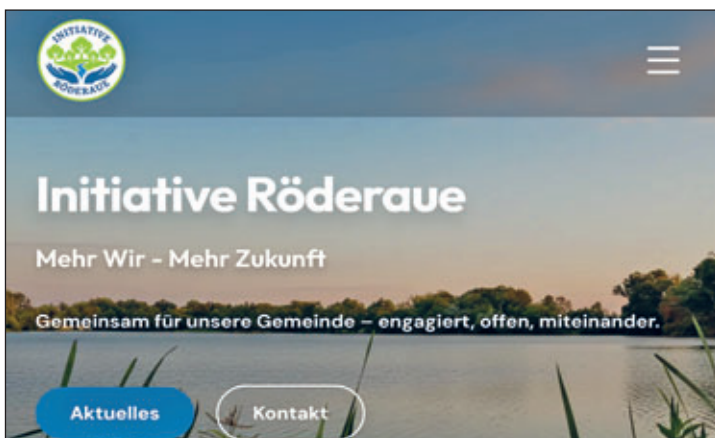 INITIATIVE
RÖDERAUE
Initiative Röderaue
Mehr Wir - Mehr Zukunft
Gemeinsam für unsere Gemeinde – engagiert, offen, miteinander.
Aktuelles
Kontakt